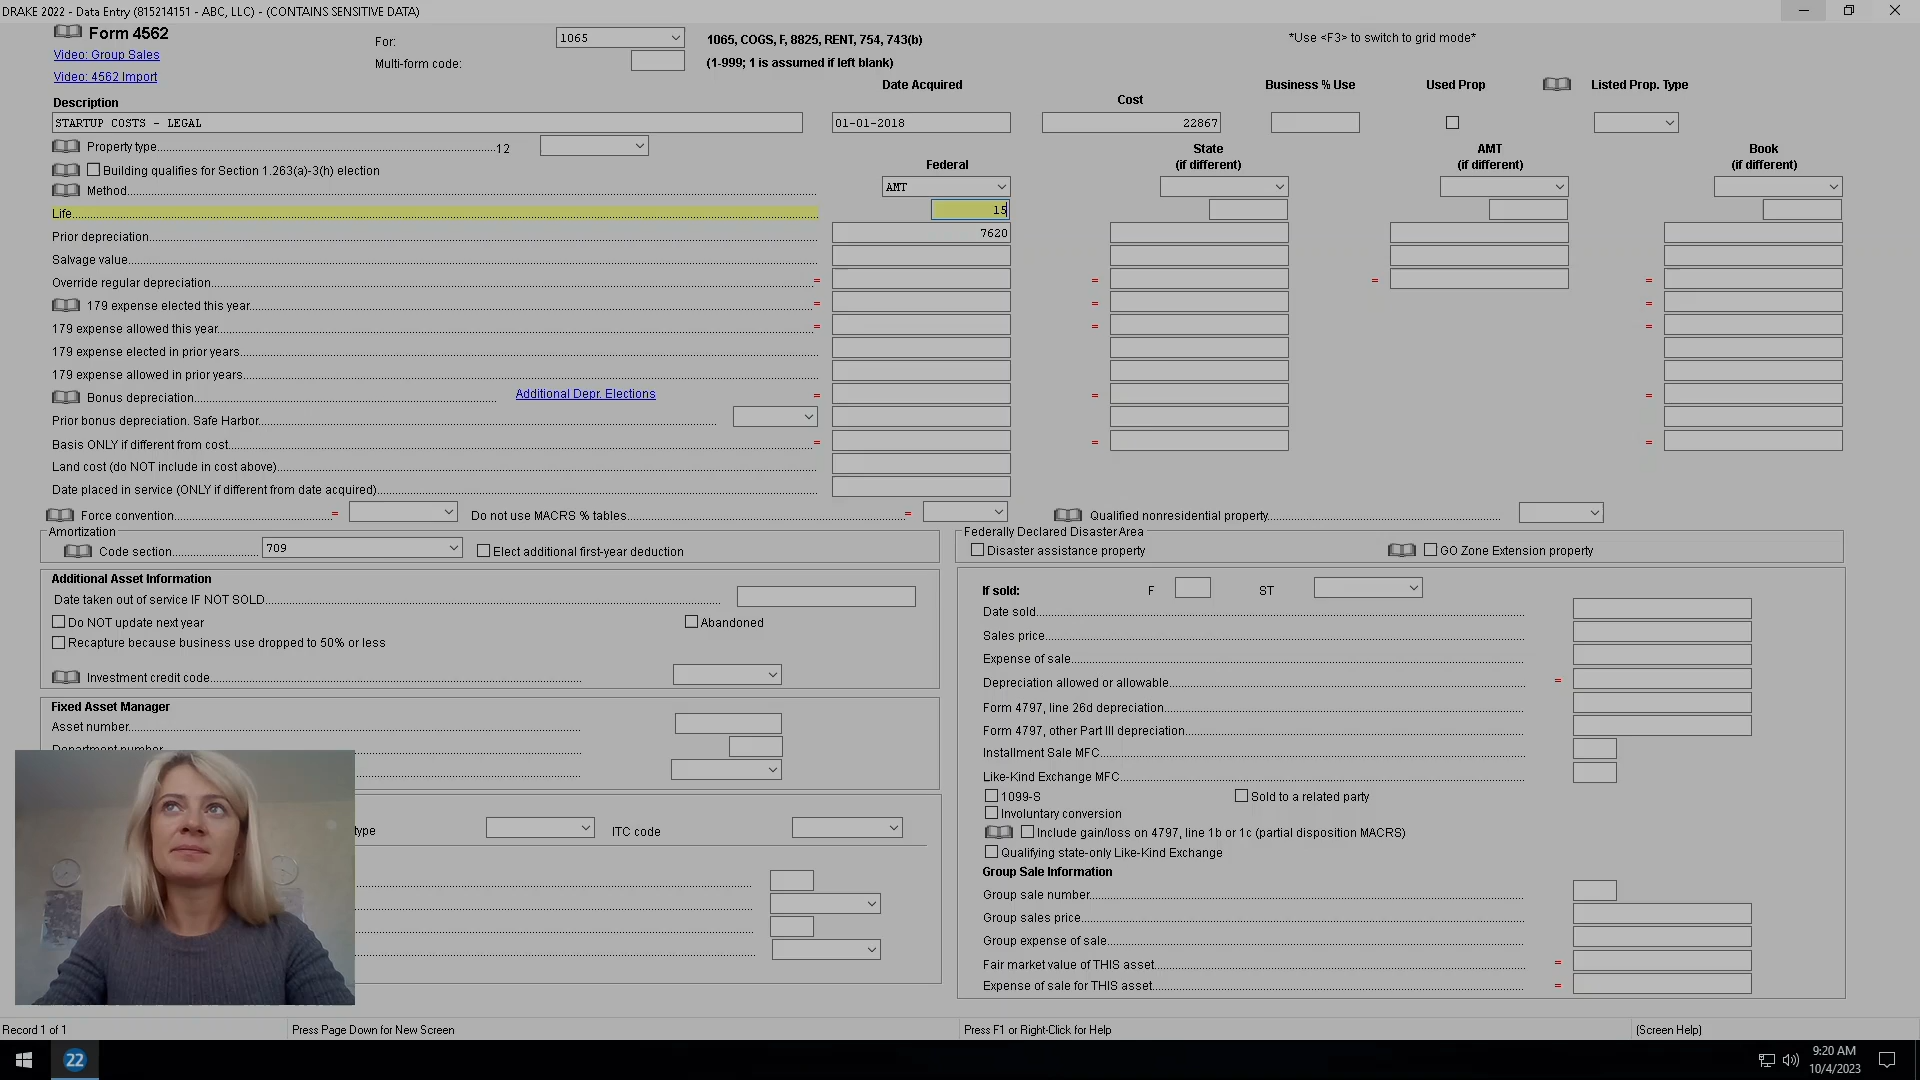 DRAKE 2022 - Data Entry (815214151 - ABC, LLC) - (CONTAINS SENSITIVE DATA)
Form 4562
Video: Group Sales
Video: 4562 Import
For: 1065 1065, COGS, F, 8825, RENT, 754, 743(b)
Multi-form code: (1-999; 1 is assumed if left blank)
*Use <F3> to switch to grid mode*
Description Date Acquired Cost Business % Use Used Prop Listed Prop. Type
STARTUP COSTS - LEGAL 01-01-2018 22867
Property type 12
Federal State (if different) AMT (if different) Book (if different)
Building qualifies for Section 1.263(a)-3(h) election
Method AMT
Life 15
Prior depreciation 7620
Salvage value
Override regular depreciation = = = =
179 expense elected this year = = =
179 expense allowed this year = = =
179 expense elected in prior years
179 expense allowed in prior years
Bonus depreciation Additional Depr. Elections = = =
Prior bonus depreciation. Safe Harbor
Basis ONLY if different from cost = = =
Land cost (do NOT include in cost above)
Date placed in service (ONLY if different from date acquired)
Force convention = Do not use MACRS % tables = Qualified nonresidential property
Amortization
Code section 709 Elect additional first-year deduction
Federally Declared Disaster Area
Disaster assistance property GO Zone Extension property
Additional Asset Information
Date taken out of service IF NOT SOLD
Do NOT update next year Abandoned
Recapture because business use dropped to 50% or less
Investment credit code
Fixed Asset Manager
Asset number
Department number
type ITC code
If sold: F ST
Date sold
Sales price
Expense of sale
Depreciation allowed or allowable =
Form 4797, line 26d depreciation
Form 4797, other Part III depreciation
Installment Sale MFC
Like-Kind Exchange MFC
1099-S Sold to a related party
Involuntary conversion
Include gain/loss on 4797, line 1b or 1c (partial disposition MACRS)
Qualifying state-only Like-Kind Exchange
Group Sale Information
Group sale number
Group sales price
Group expense of sale
Fair market value of THIS asset =
Expense of sale for THIS asset =
Record 1 of 1 Press Page Down for New Screen Press F1 or Right-Click for Help (Screen Help)
22
9:20 AM
10/4/2023